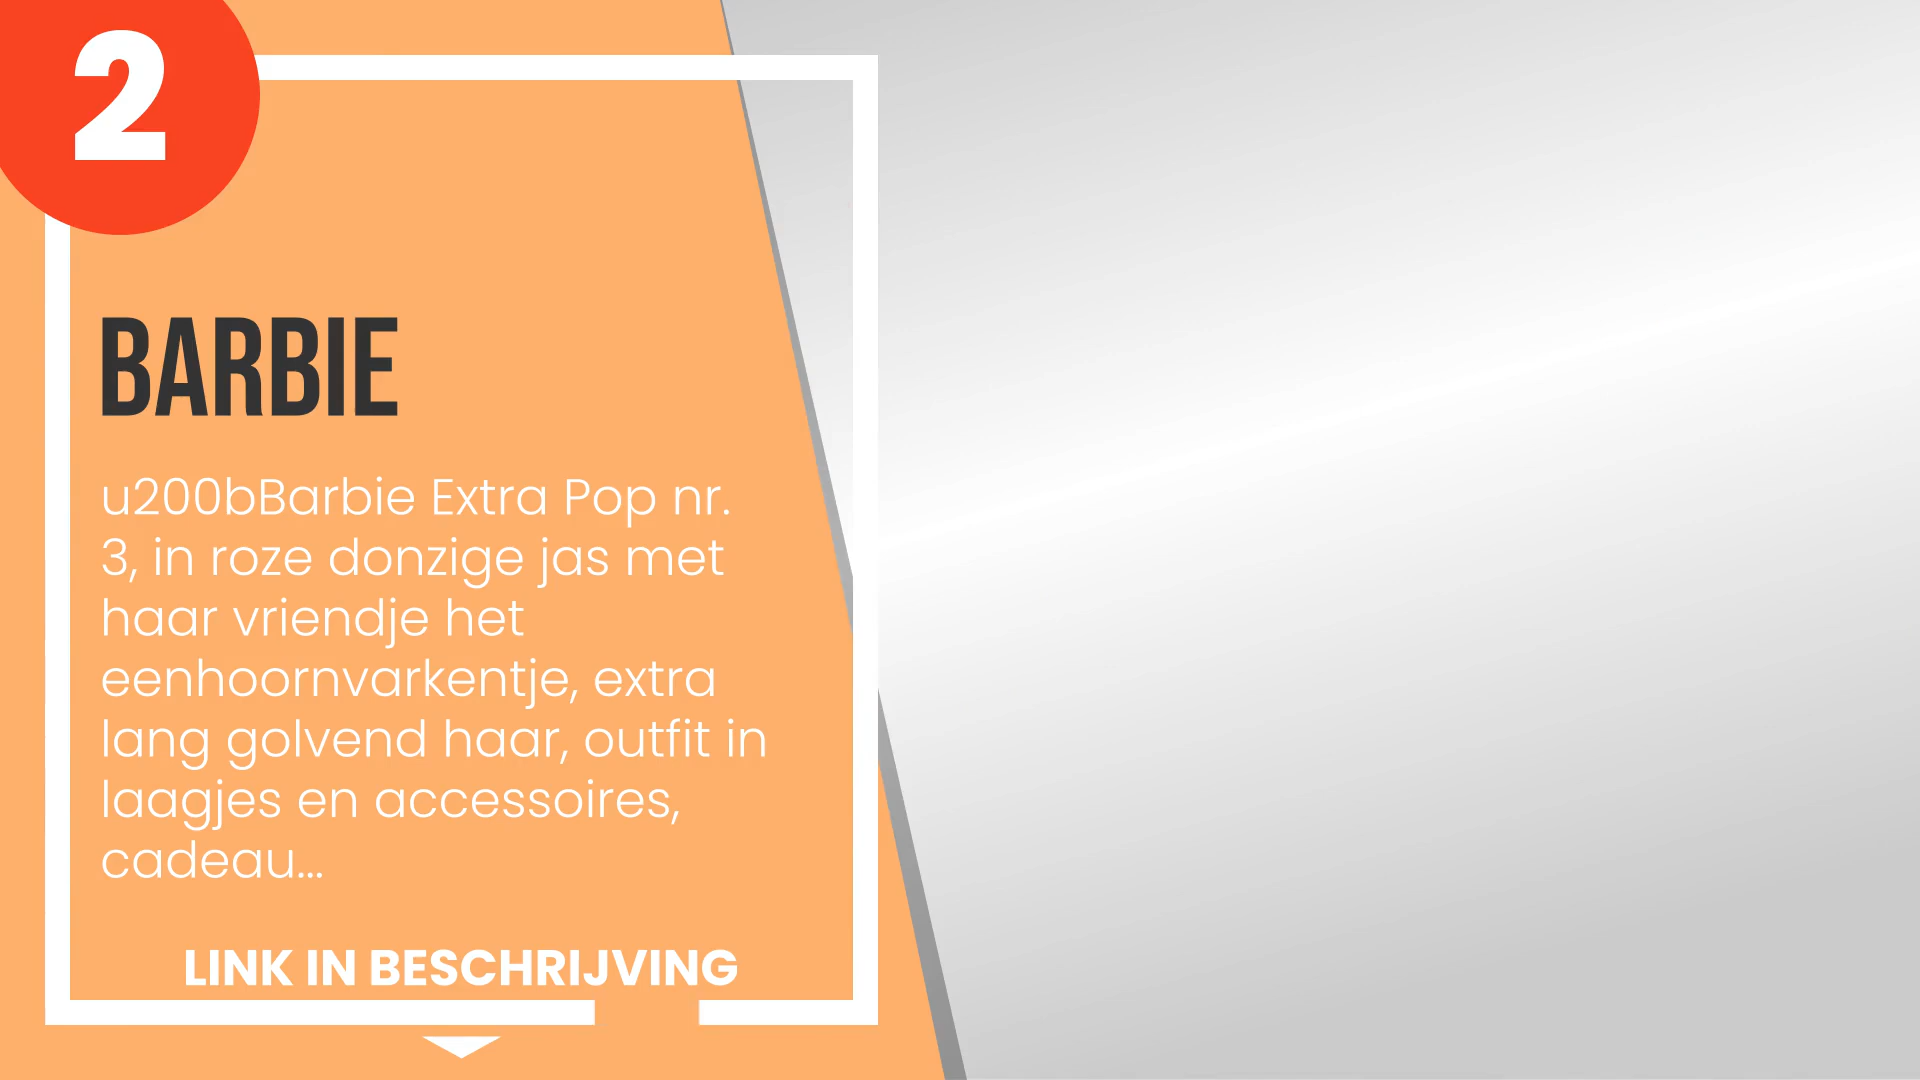 2
BARBIE
u200bBarbie Extra Pop nr.
3, in roze donzige jas met
haar vriendje het
eenhoornvarkentje, extra
lang golvend haar, outfit in
laagjes en accessoires,
cadeau...
LINK IN BESCHRIJVING